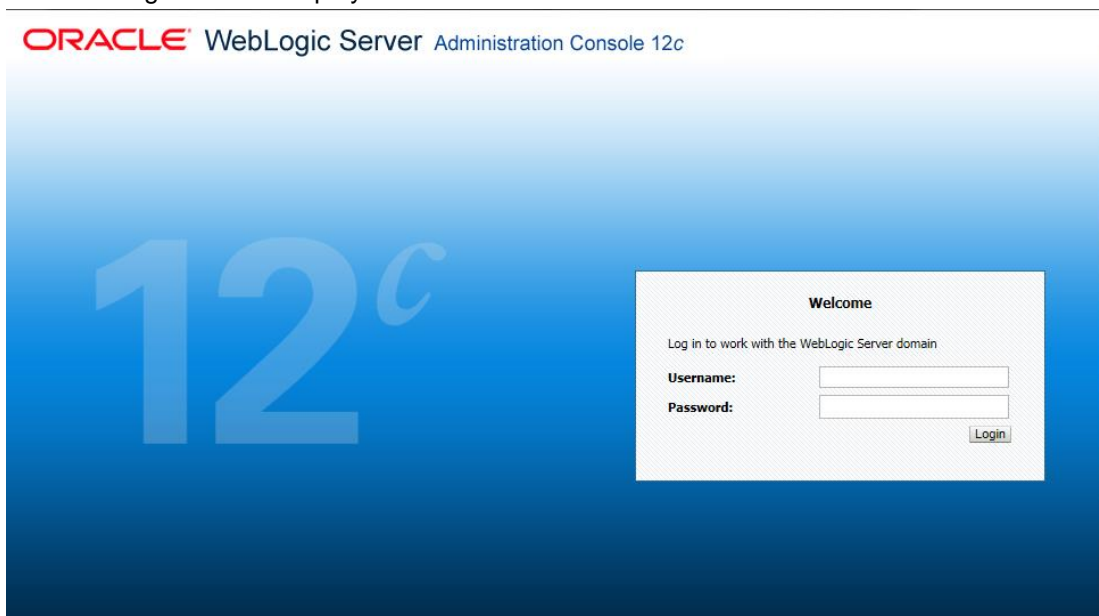 ORACLE WebLogic Server Administration Console 12c
12c
Welcome
Log in to work with the WebLogic Server domain
Username:
Password:
Login